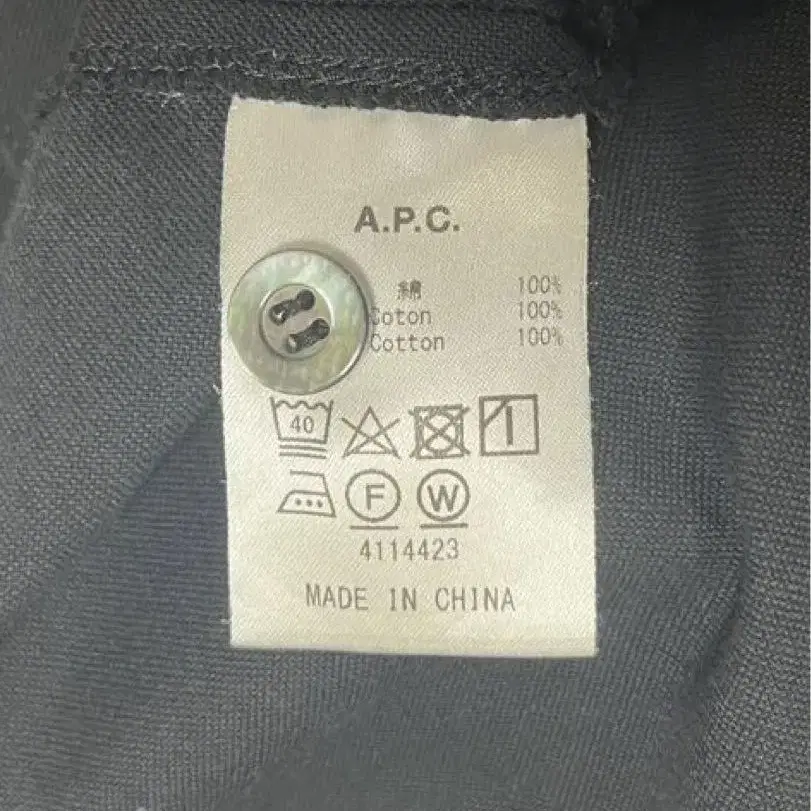 A.P.C.
綿 100%
Coton 100%
Cotton 100%
40
F W
4114423
MADE IN CHINA